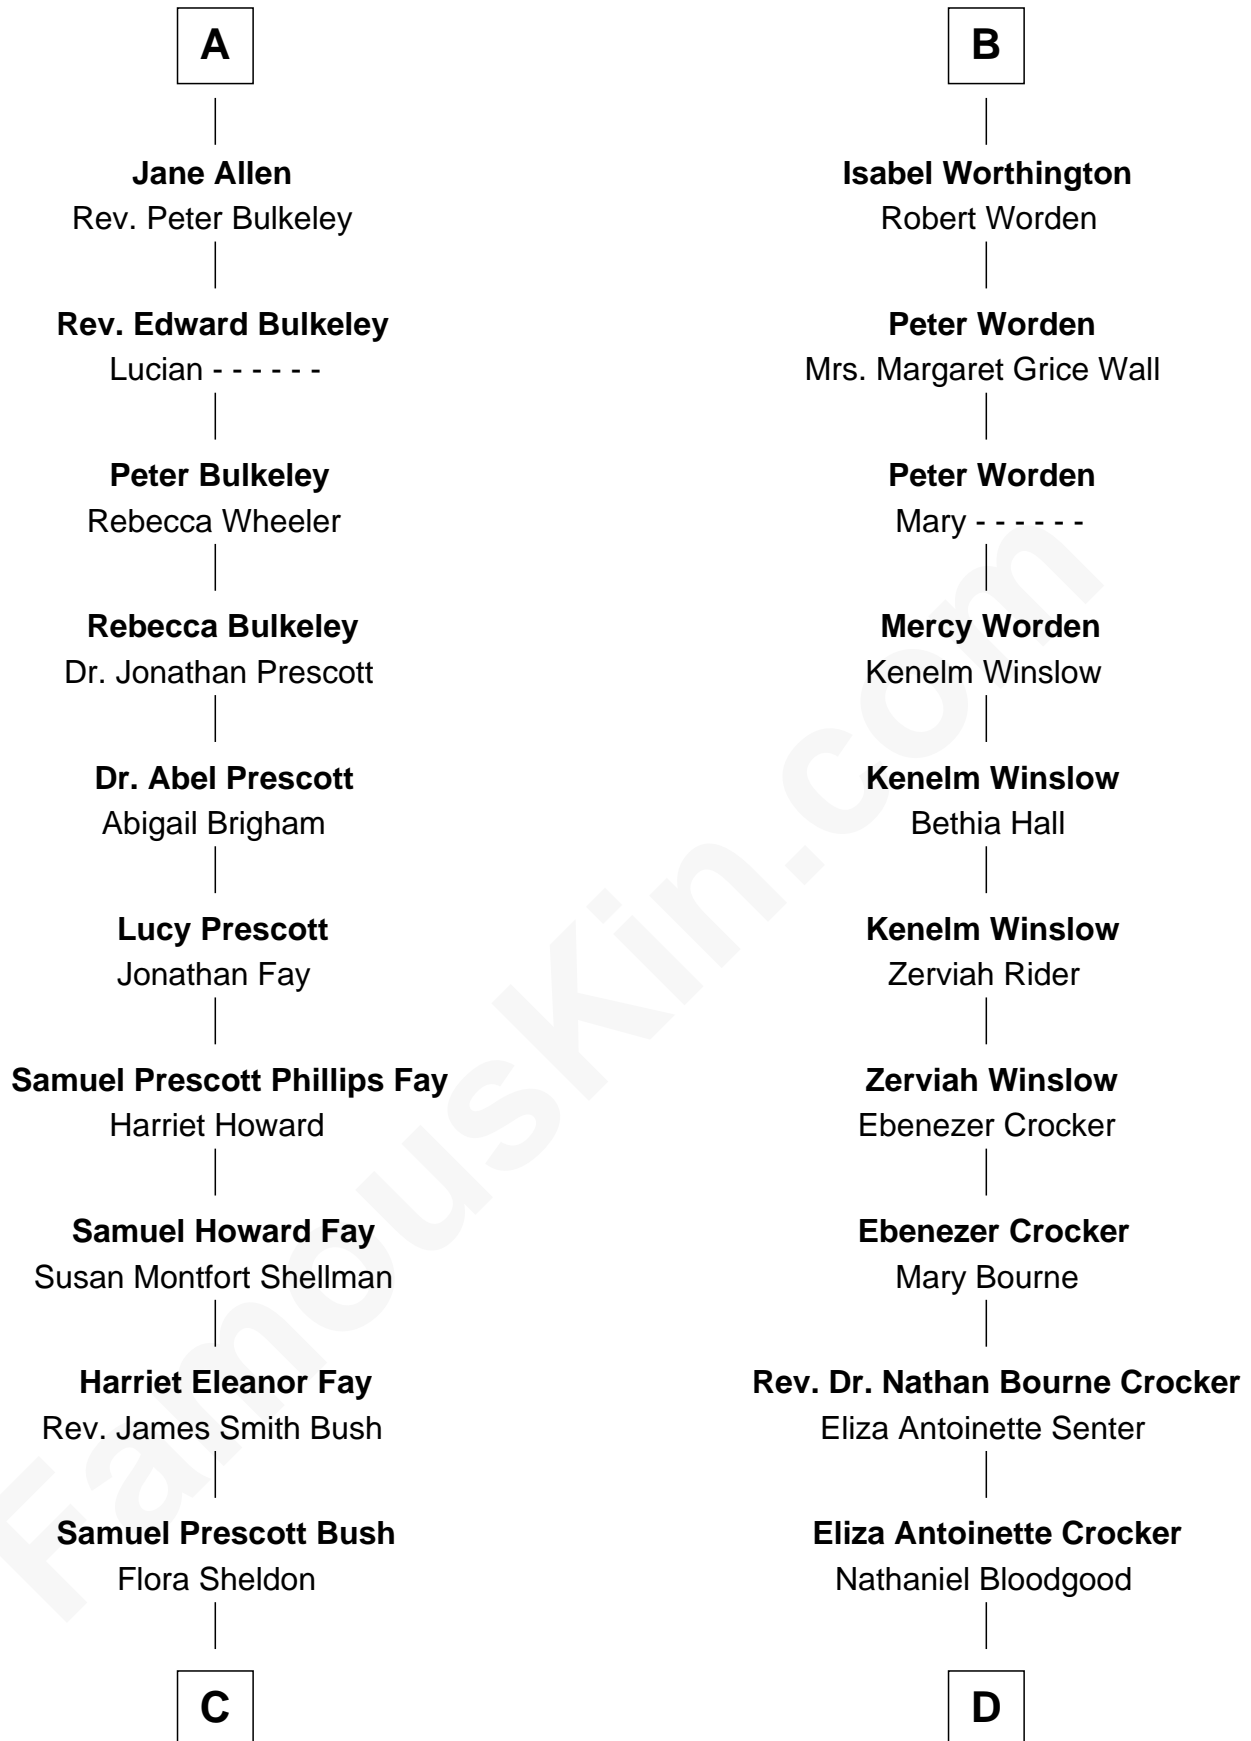 A
Jane Allen
Rev. Peter Bulkeley
Rev. Edward Bulkeley
Lucian - - - - - -
Peter Bulkeley
Rebecca Wheeler
Rebecca Bulkeley
Dr. Jonathan Prescott
Dr. Abel Prescott
Abigail Brigham
Lucy Prescott
Jonathan Fay
Samuel Prescott Phillips Fay
Harriet Howard
Samuel Howard Fay
Susan Montfort Shellman
Harriet Eleanor Fay
Rev. James Smith Bush
Samuel Prescott Bush
Flora Sheldon
C
B
Isabel Worthington
Robert Worden
Peter Worden
Mrs. Margaret Grice Wall
Peter Worden
Mary - - - - - -
Mercy Worden
Kenelm Winslow
Kenelm Winslow
Bethia Hall
Kenelm Winslow
Zerviah Rider
Zerviah Winslow
Ebenezer Crocker
Ebenezer Crocker
Mary Bourne
Rev. Dr. Nathan Bourne Crocker
Eliza Antoinette Senter
Eliza Antoinette Crocker
Nathaniel Bloodgood
D
FamousKin.com